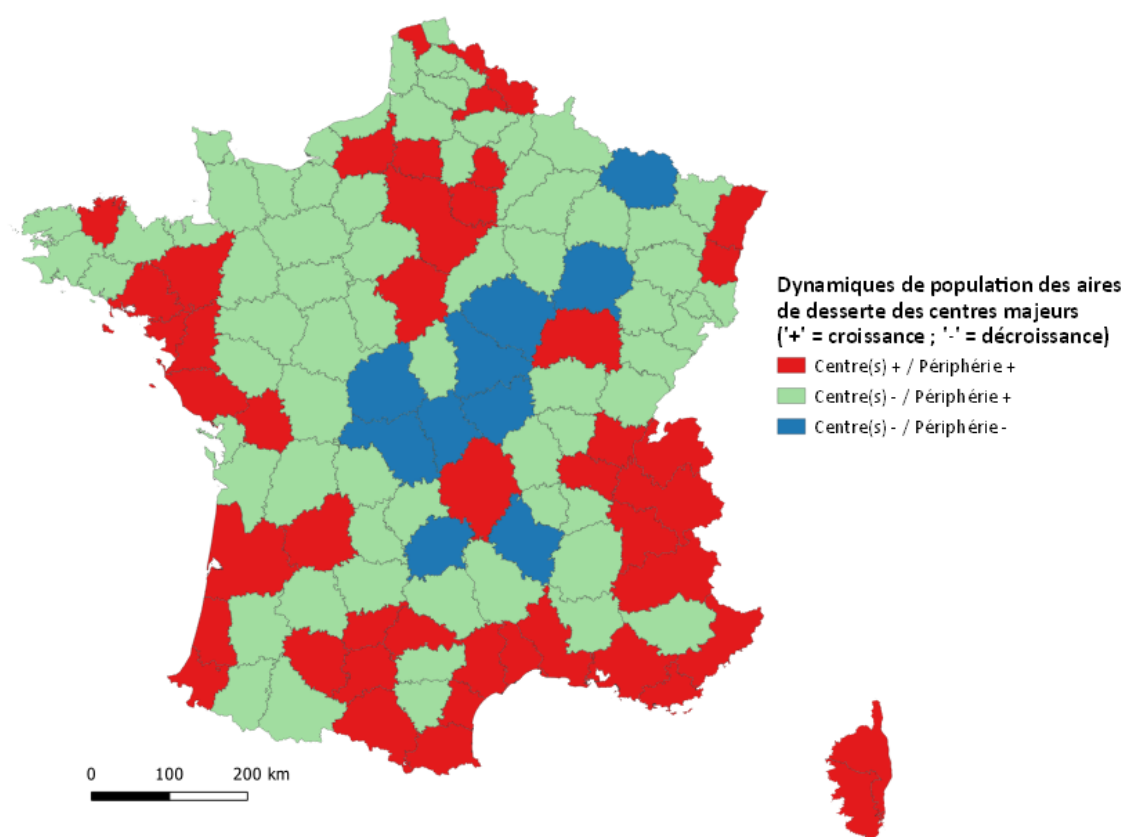 Dynamiques de population des aires
de desserte des centres majeurs
('+' = croissance ; '-' = décroissance)
Centre(s) + / Périphérie +
Centre(s) - / Périphérie +
Centre(s) - / Périphérie -
0 100 200 km